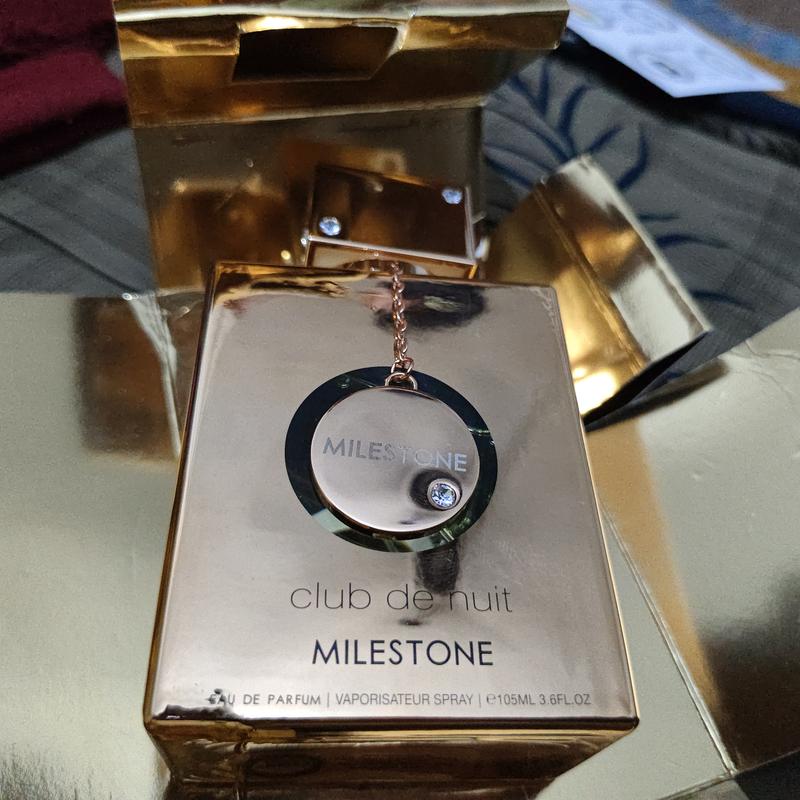 MILESTONE
club de nuit
MILESTONE
EAU DE PARFUM | VAPORISATEUR SPRAY | ℮105ML 3.6FL.OZ